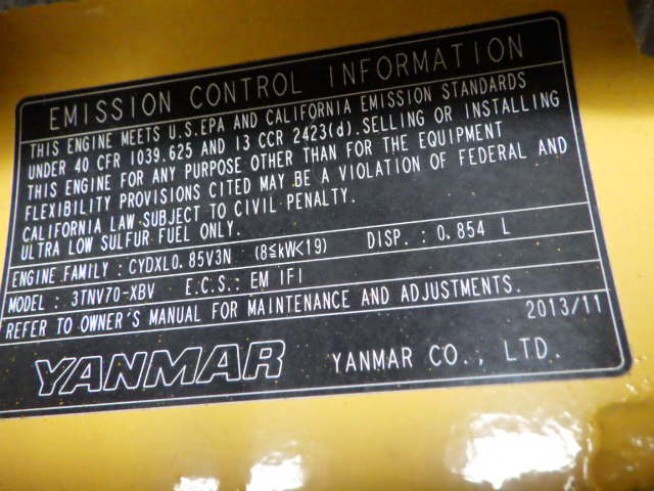 EMISSION CONTROL INFORMATION
THIS ENGINE MEETS U.S.EPA AND CALIFORNIA EMISSION STANDARDS
UNDER 40 CFR 1039.625 AND 13 CCR 2423(d).SELLING OR INSTALLING
THIS ENGINE FOR ANY PURPOSE OTHER THAN FOR THE EQUIPMENT
FLEXIBILITY PROVISIONS CITED MAY BE A VIOLATION OF FEDERAL AND
CALIFORNIA LAW SUBJECT TO CIVIL PENALTY.
ULTRA LOW SULFUR FUEL ONLY.
ENGINE FAMILY : CYDXL0.85V3N (8≦kW<19) DISP. : 0.854 L
MODEL : 3TNV70-XBV E.C.S.: EM IFI
REFER TO OWNER'S MANUAL FOR MAINTENANCE AND ADJUSTMENTS.
2013/11
YANMAR YANMAR CO., LTD.